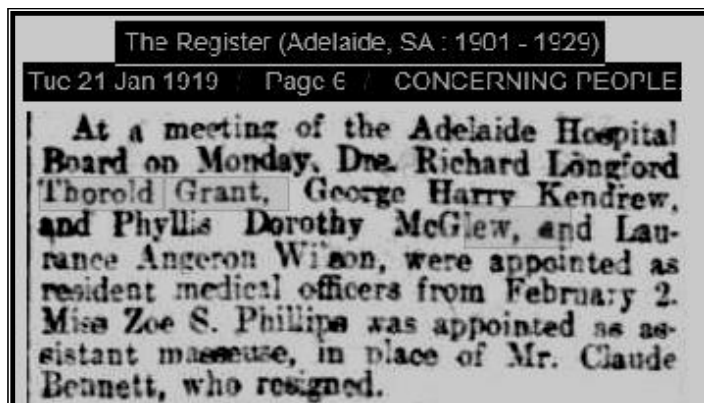 The Register (Adelaide, SA : 1901 - 1929)
Tue 21 Jan 1919 / Page 6 / CONCERNING PEOPLE.
At a meeting of the Adelaide Hospital
Board on Monday, Drs. Richard Longford
Thorold Grant, George Harry Kendrew,
and Phyllis Dorothy McGlew, and Lau-
rance Angeron Wilson, were appointed as
resident medical officers from February 2.
Miss Zoe S. Phillips was appointed as as-
sistant masseuse, in place of Mr. Claude
Bennett, who resigned.